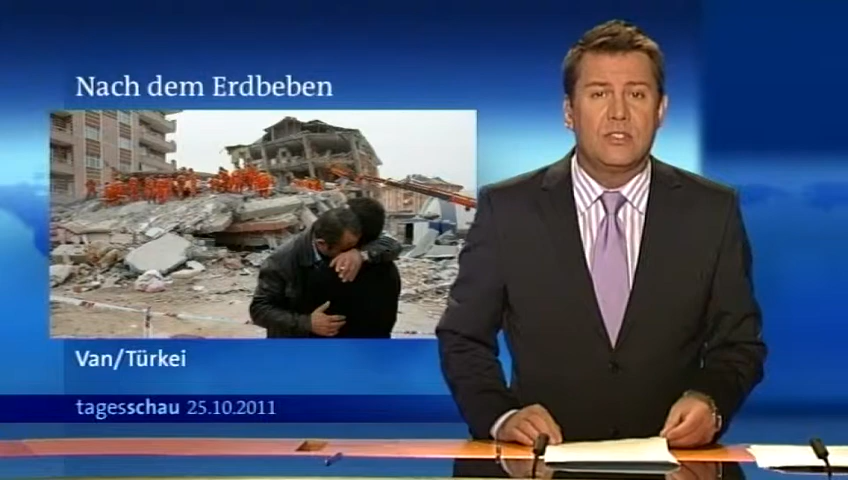 Nach dem Erdbeben
Van/Türkei
tagesschau 25.10.2011